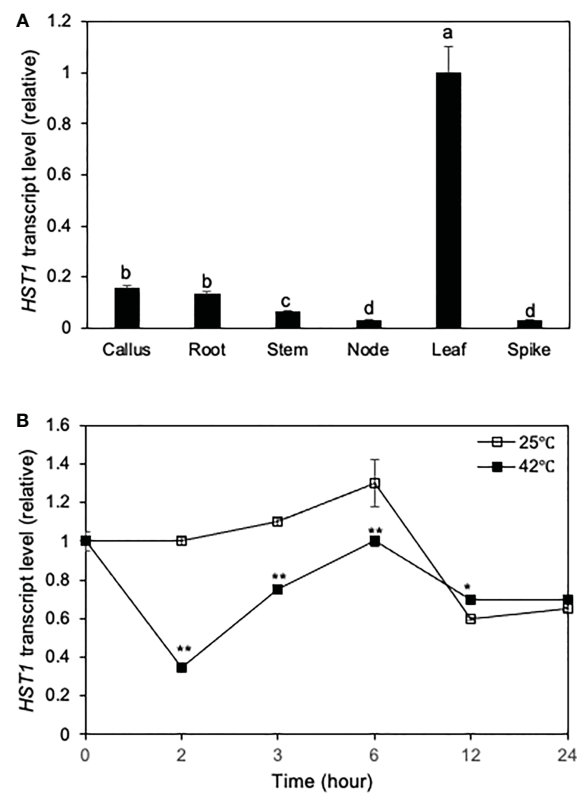 A
HST1 transcript level (relative)
1.2
1
0.8
0.6
0.4
0.2
0
b
b
c
d
a
d
Callus Root Stem Node Leaf Spike
B
HST1 transcript level (relative)
1.6
1.4
1.2
1
0.8
0.6
0.4
0.2
0
25℃
42℃
**
**
**
*
0 2 3 6 12 24
Time (hour)